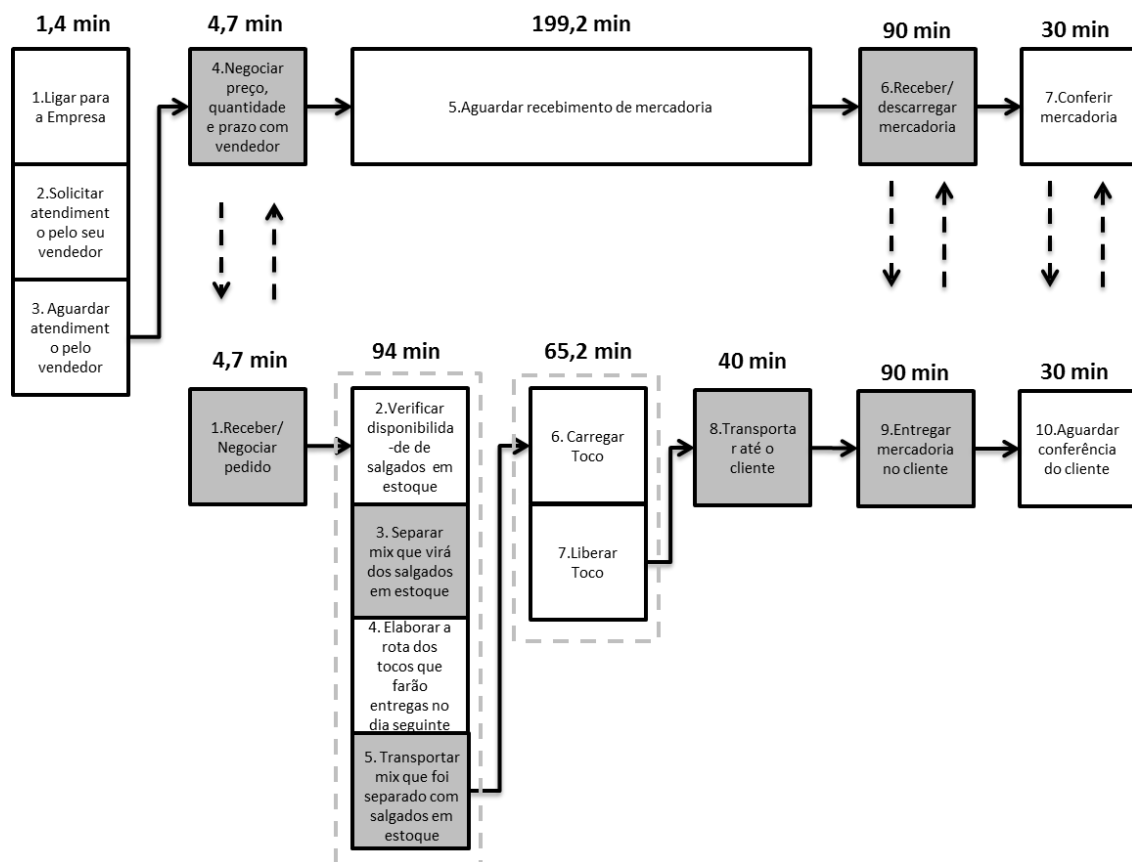 1,4 min
4,7 min
199,2 min
90 min
30 min
1.Ligar para
a Empresa
2.Solicitar
atendiment
o pelo seu
vendedor
3. Aguardar
atendiment
o pelo
vendedor
4.Negociar
preço,
quantidade
e prazo com
vendedor
5.Aguardar recebimento de mercadoria
6.Receber/
descarregar
mercadoria
7.Conferir
mercadoria
4,7 min
94 min
65,2 min
40 min
90 min
30 min
1.Receber/
Negociar
pedido
2.Verificar
disponibilida
-de de
salgados em
estoque
3. Separar
mix que virá
dos salgados
em estoque
4. Elaborar a
rota dos
tocos que
farão
entregas no
dia seguinte
5. Transportar
mix que foi
separado com
salgados em
estoque
6. Carregar
Toco
7.Liberar
Toco
8.Transporta
r até o
cliente
9.Entregar
mercadoria
no cliente
10.Aguardar
conferência
do cliente